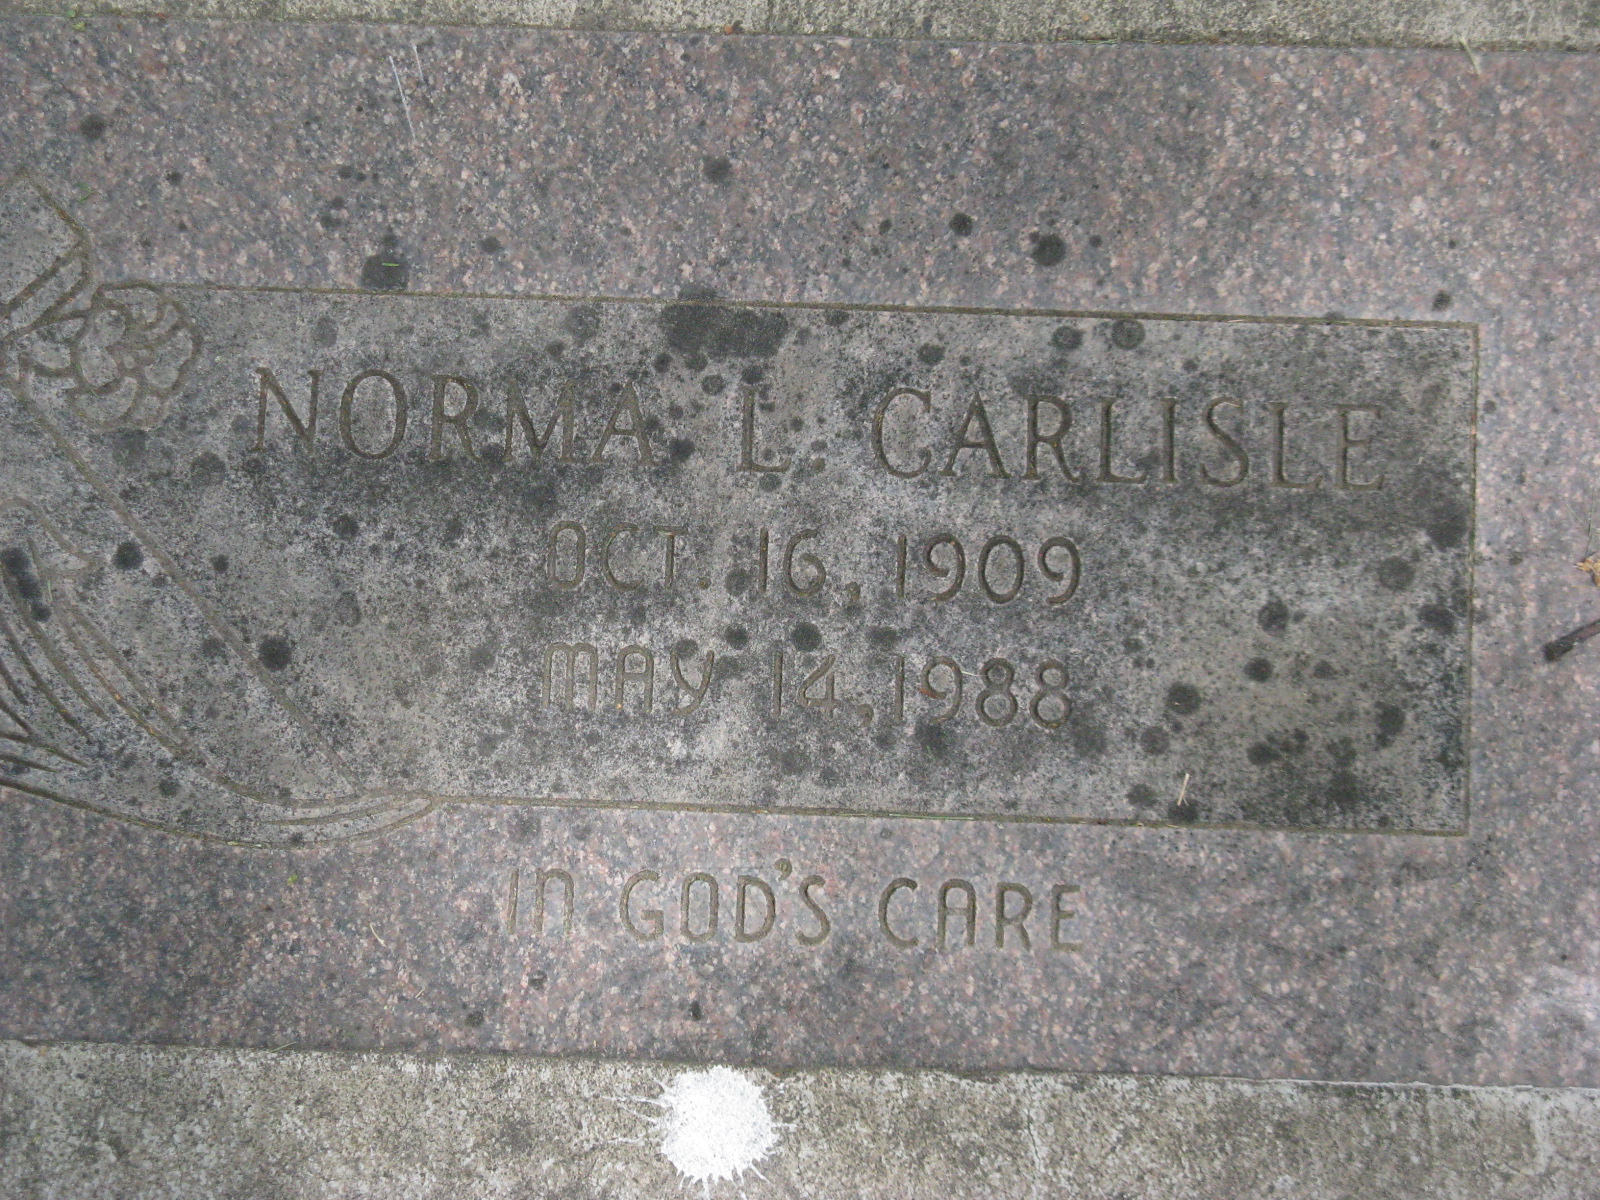 NORMA L. CARLISLE
OCT. 16, 1909
MAY 14, 1988
IN GOD'S CARE